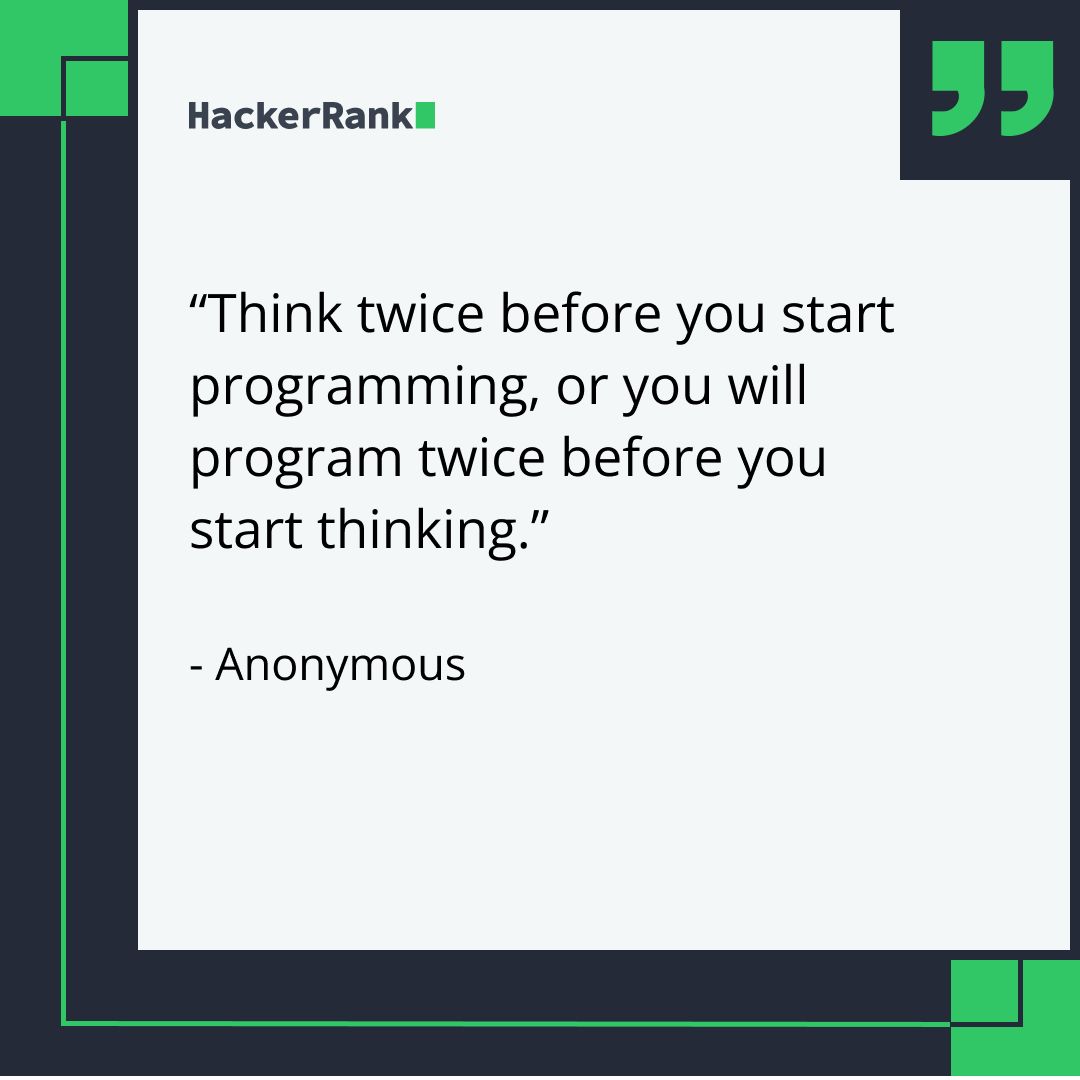 HackerRank
“Think twice before you start
programming, or you will
program twice before you
start thinking.”
- Anonymous